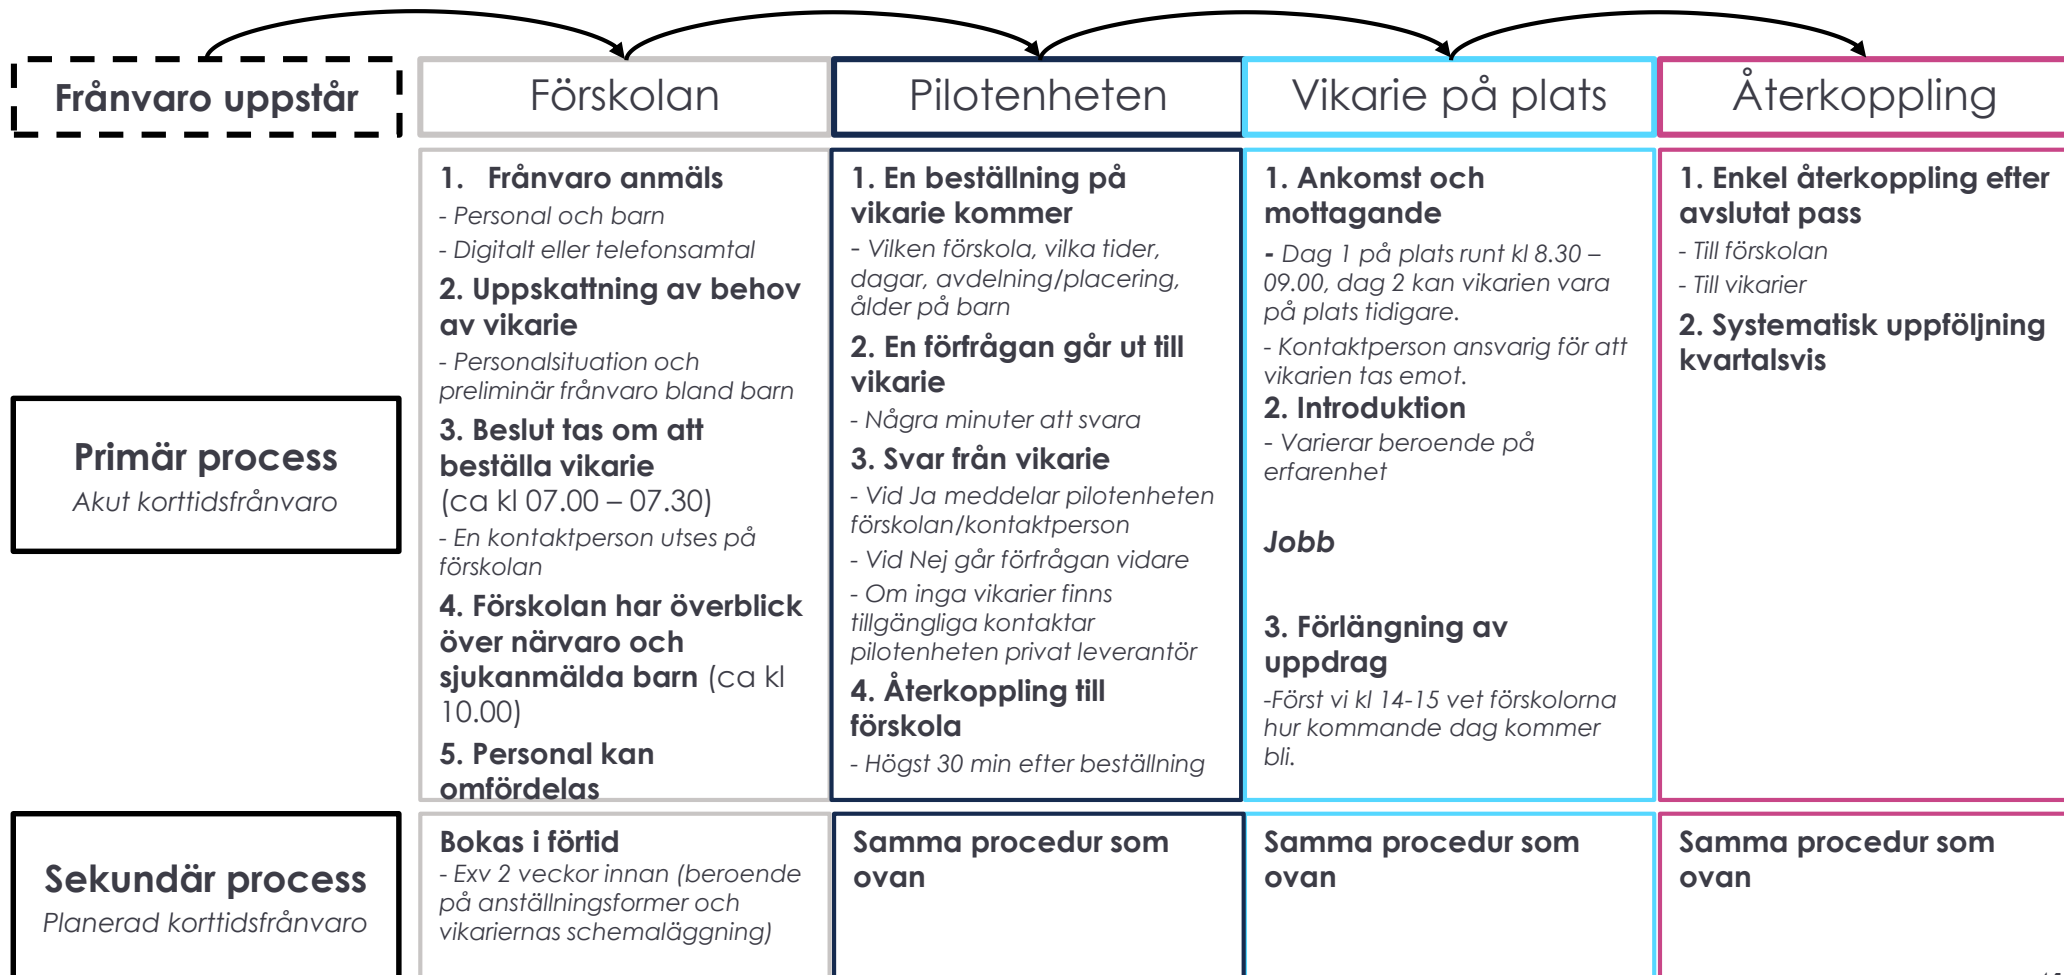 Frånvaro uppstår
Förskolan
Pilotenheten
Vikarie på plats
Återkoppling
Primär process
Akut korttidsfrånvaro
1. Frånvaro anmäls
- Personal och barn
- Digitalt eller telefonsamtal
2. Uppskattning av behov
av vikarie
- Personalsituation och
preliminär frånvaro bland barn
3. Beslut tas om att
beställa vikarie
(ca kl 07.00 – 07.30)
- En kontaktperson utses på
förskolan
4. Förskolan har överblick
över närvaro och
sjukanmälda barn (ca kl
10.00)
5. Personal kan
omfördelas
1. En beställning på
vikarie kommer
- Vilken förskola, vilka tider,
dagar, avdelning/placering,
ålder på barn
2. En förfrågan går ut till
vikarie
- Några minuter att svara
3. Svar från vikarie
- Vid Ja meddelar pilotenheten
förskolan/kontaktperson
- Vid Nej går förfrågan vidare
- Om inga vikarier finns
tillgängliga kontaktar
pilotenheten privat leverantör
4. Återkoppling till
förskola
- Högst 30 min efter beställning
1. Ankomst och
mottagande
- Dag 1 på plats runt kl 8.30 –
09.00, dag 2 kan vikarien vara
på plats tidigare.
- Kontaktperson ansvarig för att
vikarien tas emot.
2. Introduktion
- Varierar beroende på
erfarenhet
Jobb
3. Förlängning av
uppdrag
-Först vi kl 14-15 vet förskolorna
hur kommande dag kommer
bli.
1. Enkel återkoppling efter
avslutat pass
- Till förskolan
- Till vikarier
2. Systematisk uppföljning
kvartalsvis
Sekundär process
Planerad korttidsfrånvaro
Bokas i förtid
- Exv 2 veckor innan (beroende
på anställningsformer och
vikariernas schemaläggning)
Samma procedur som
ovan
Samma procedur som
ovan
Samma procedur som
ovan